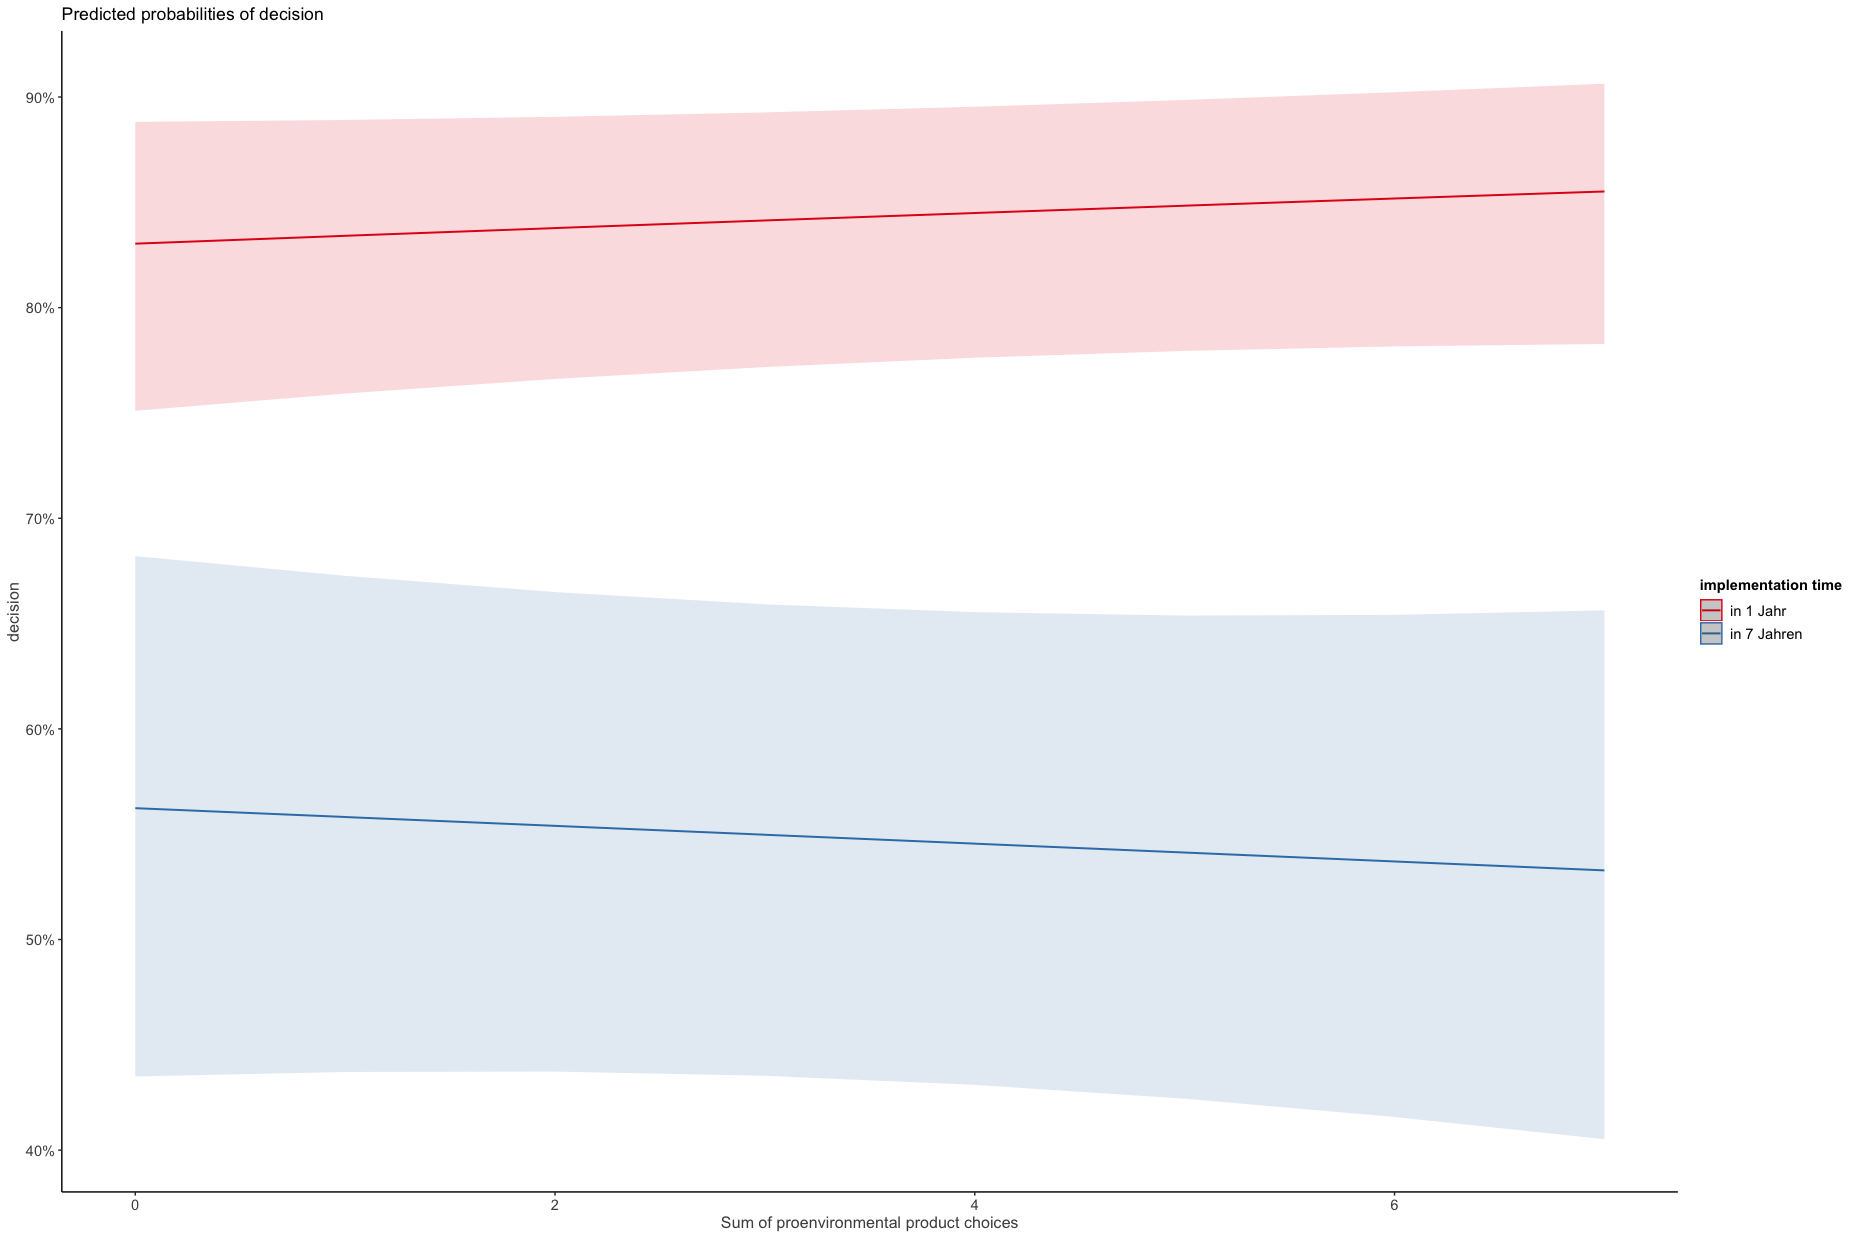 Predicted probabilities of decision
90%
80%
70%
60%
50%
40%
decision
0 2 4 6
Sum of proenvironmental product choices
implementation time
in 1 Jahr
in 7 Jahren